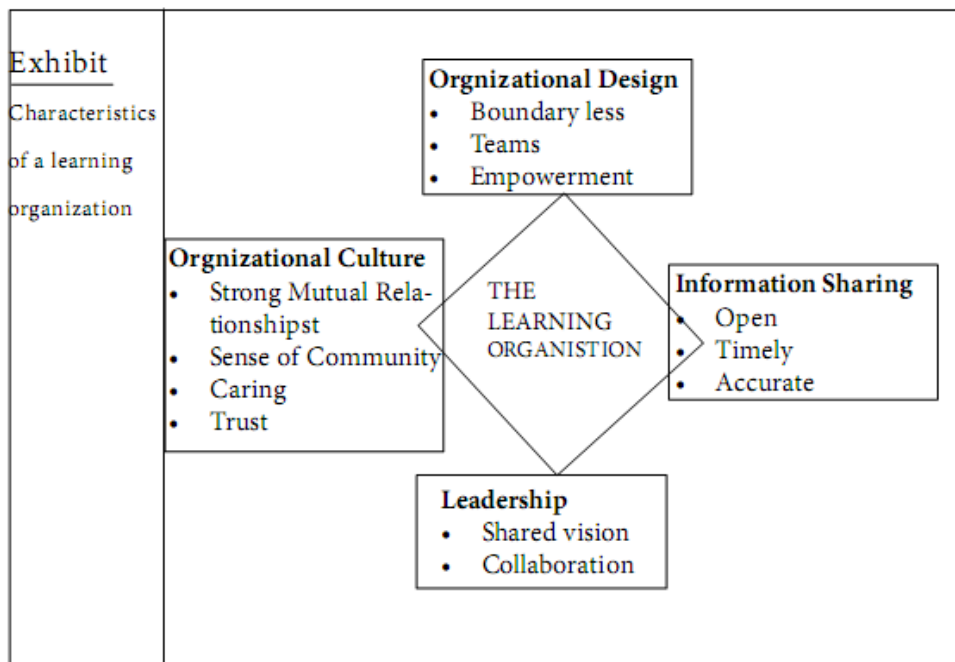 Exhibit
Characteristics
of a learning
organization
Orgnizational Design
• Boundary less
• Teams
• Empowerment
Orgnizational Culture
• Strong Mutual Rela-
tionshipst
• Sense of Community
• Caring
• Trust
THE
LEARNING
ORGANISTION
Information Sharing
• Open
• Timely
• Accurate
Leadership
• Shared vision
• Collaboration